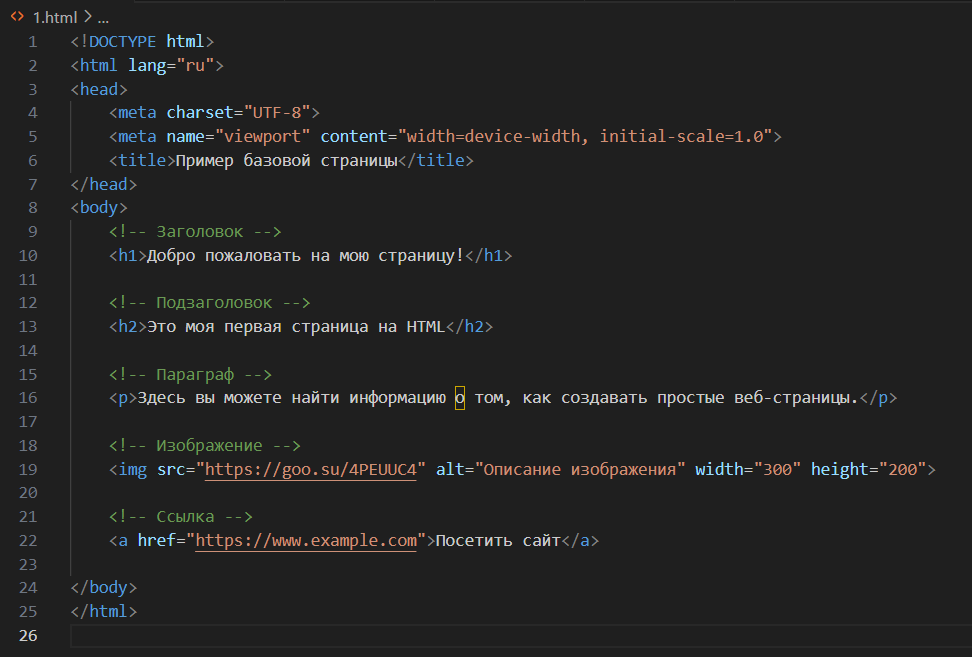 <> 1.html > ...
1 <!DOCTYPE html>
2 <html lang="ru">
3 <head>
4     <meta charset="UTF-8">
5     <meta name="viewport" content="width=device-width, initial-scale=1.0">
6     <title>Пример базовой страницы</title>
7 </head>
8 <body>
9     <!-- Заголовок -->
10     <h1>Добро пожаловать на мою страницу!</h1>
11
12     <!-- Подзаголовок -->
13     <h2>Это моя первая страница на HTML</h2>
14
15     <!-- Параграф -->
16     <p>Здесь вы можете найти информацию о том, как создавать простые веб-страницы.</p>
17
18     <!-- Изображение -->
19     <img src="https://goo.su/4PEUUC4" alt="Описание изображения" width="300" height="200">
20
21     <!-- Ссылка -->
22     <a href="https://www.example.com">Посетить сайт</a>
23
24 </body>
25 </html>
26